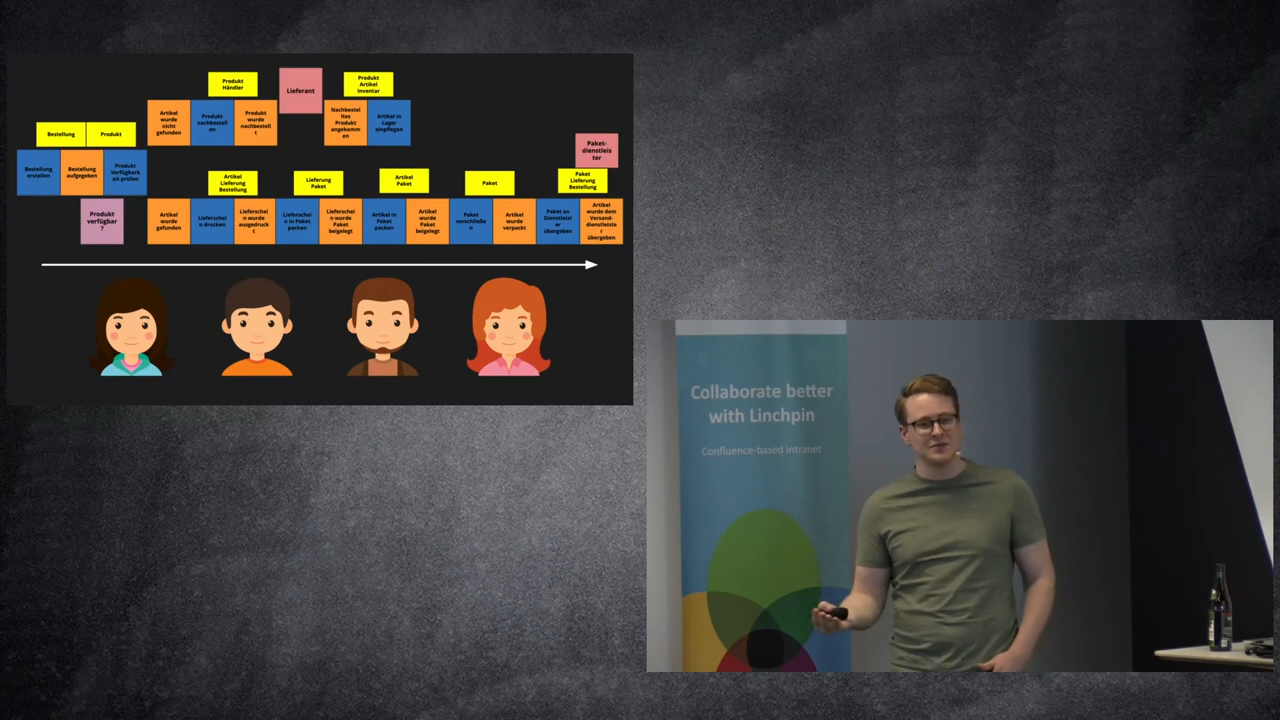 Produkt
Händler
Lieferant
Produkt
Artikel
Inventar
Artikel
wurde
nicht
gefunden
Produkt
nachbestell
en
Produkt
wurde
nachbestell
t
Nachbestel
ltes
Produkt
angekomm
en
Artikel in
Lager
einpflegen
Bestellung
Produkt
Bestellung
erstellen
Bestellung
aufgegeben
Produkt
Verfügbark
eit prüfen
Paket-
dienstleis
ter
Artikel
Lieferung
Bestellung
Lieferung
Paket
Artikel
Paket
Paket
Paket
Lieferung
Bestellung
Produkt
verfügbar
?
Artikel
wurde
gefunden
Lieferschei
n drucken
Lieferschei
n wurde
ausgedruck
t
Lieferschei
n in Paket
packen
Lieferschei
n wurde
Paket
beigelegt
Artikel in
Paket
packen
Artikel
wurde
Paket
beigelegt
Paket
verschließe
n
Artikel
wurde
verpackt
Paket an
Dienstleist
er
übergeben
Artikel
wurde dem
Versand-
dienstleiste
r
übergeben
Collaborate better
with Linchpin
Confluence-based intranet